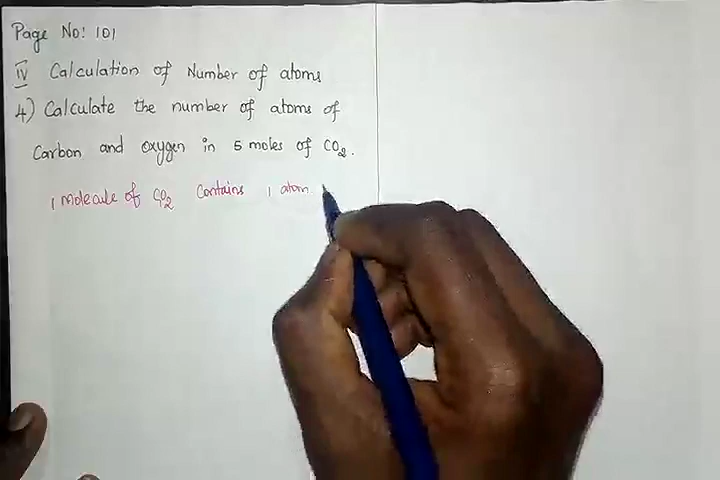 Page No: 101
IV Calculation of Number of atoms
4) Calculate the number of atoms of
Carbon and oxygen in 5 moles of CO2.
1 molecule of CO2 Contains 1 atom